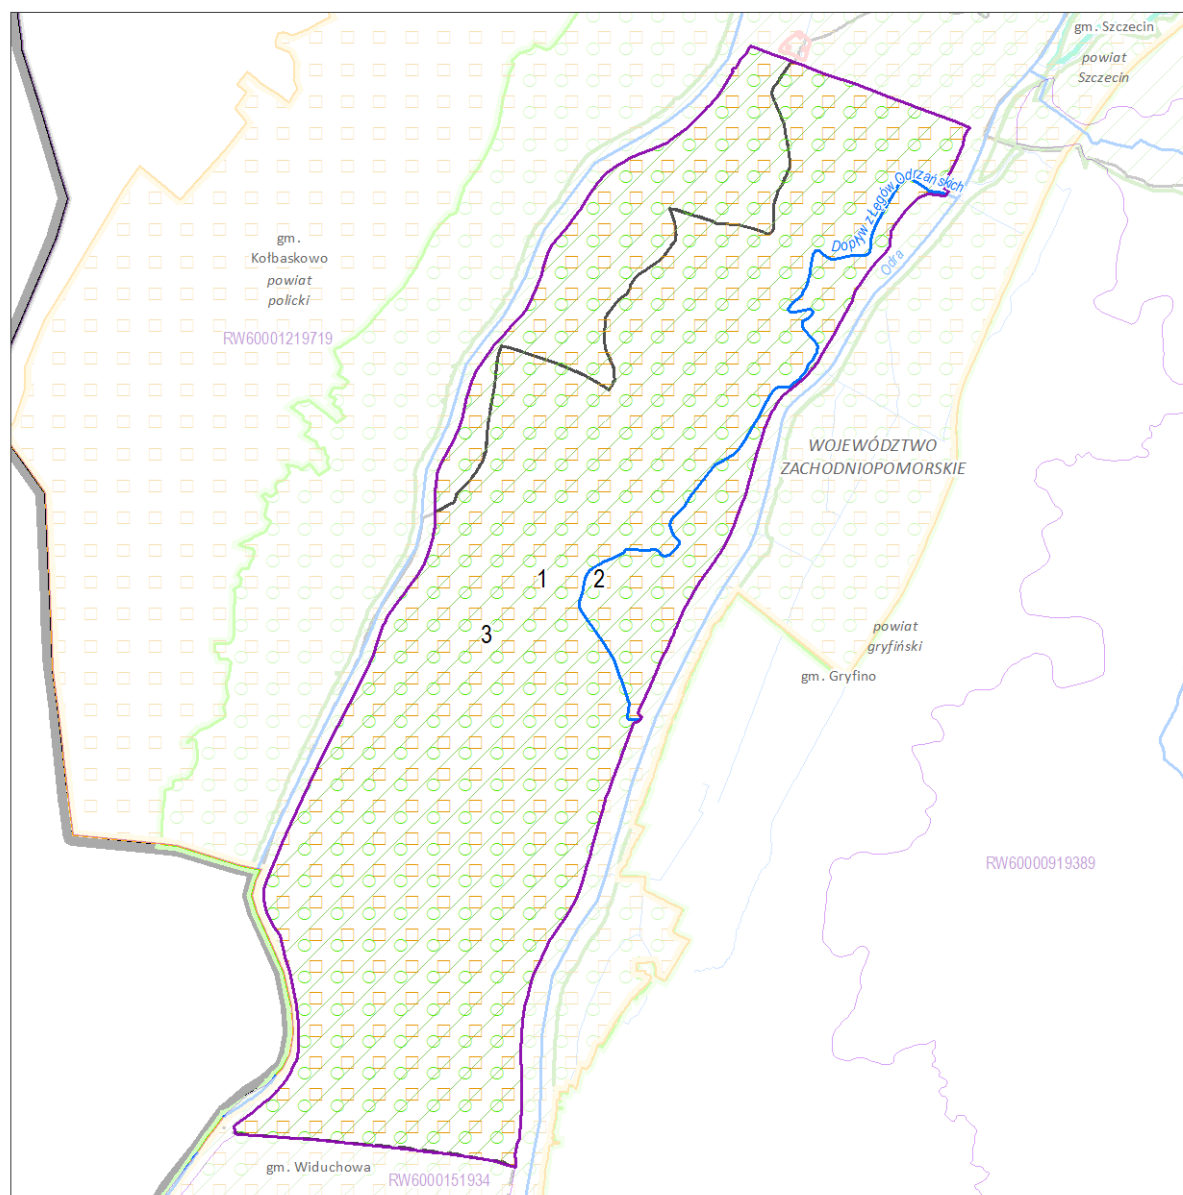 gm. Szczecin
powiat
Szczecin
Dopływ z Łęgów Odrzańskich
gm.
Kołbaskowo
powiat
policki
Odra
RW60001219719
WOJEWÓDZTWO
ZACHODNIOPOMORSKIE
1
2
3
powiat
gryfiński
gm. Gryfino
RW60000919389
gm. Widuchowa
RW6000151934